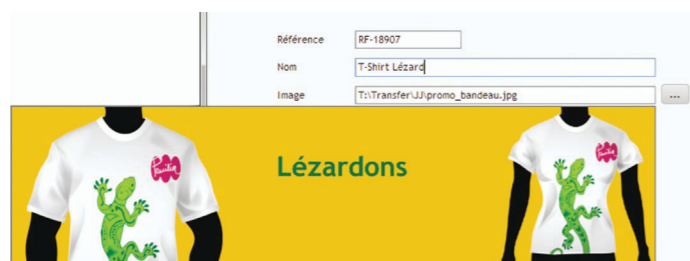 Référence RF-18907
Nom T-Shirt Lézard
Image T:\Transfer\JJ\promo_bandeau.jpg ...
Lézardons